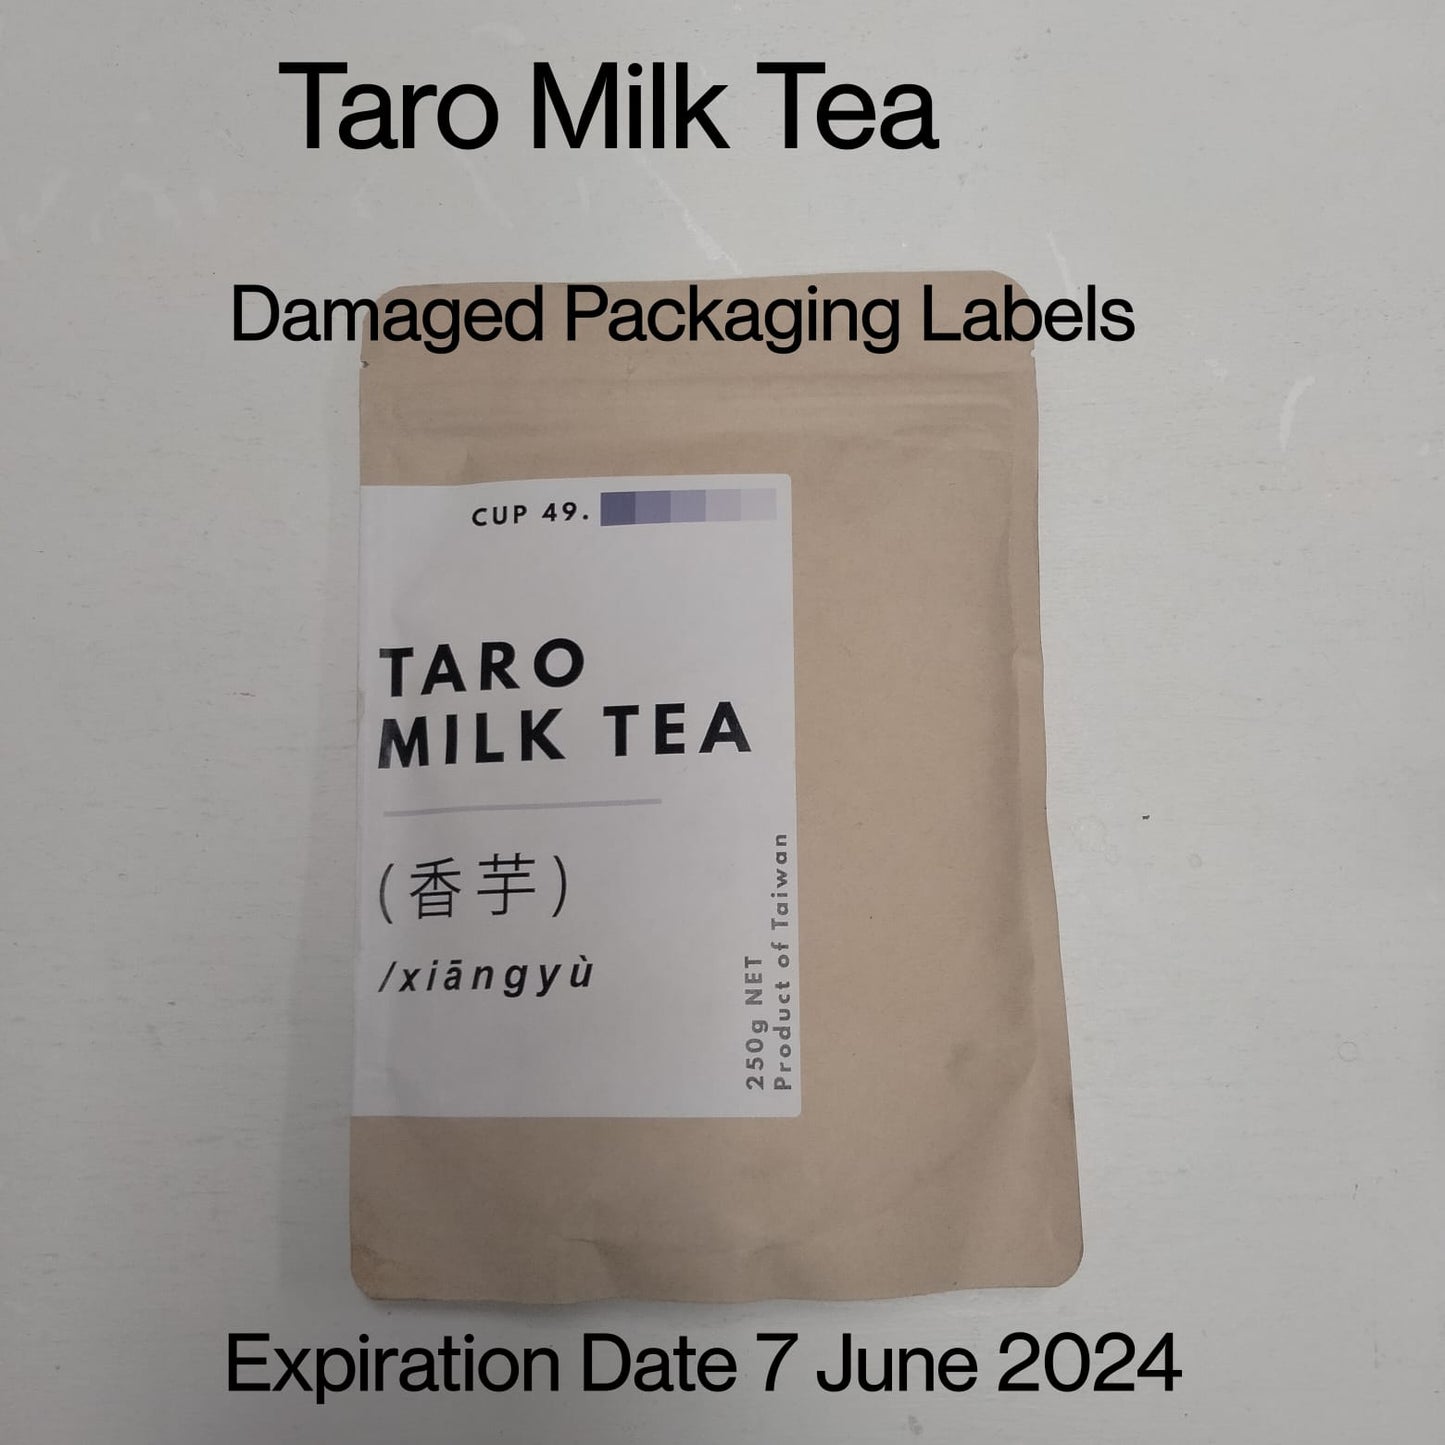 Taro Milk Tea
Damaged Packaging Labels
CUP 49.
TARO
MILK TEA
(香芋)
/xiāngyù
250g NET
Product of Taiwan
Expiration Date 7 June 2024